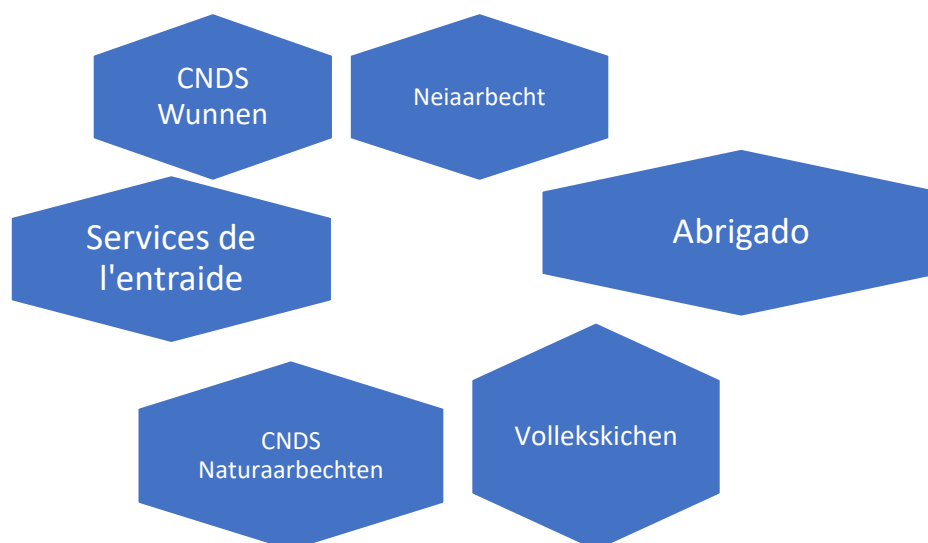 CNDS
Wunnen
Neiaarbecht
Services de
l'entraide
Abrigado
CNDS
Naturaarbechten
Vollekskichen